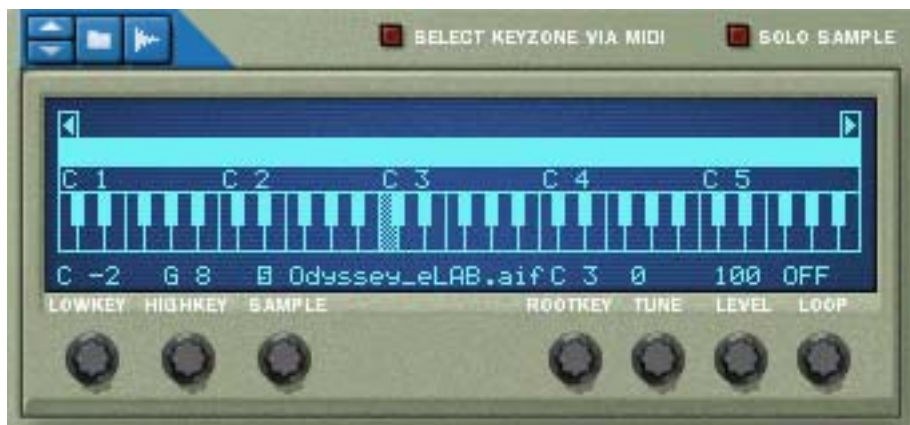 SELECT KEYZONE VIA MIDI SOLO SAMPLE
C 1 C 2 C 3 C 4 C 5
C -2 G 8 S Odyssey_eLAB.aif C 3 0 100 OFF
LOWKEY HIGHKEY SAMPLE ROOTKEY TUNE LEVEL LOOP